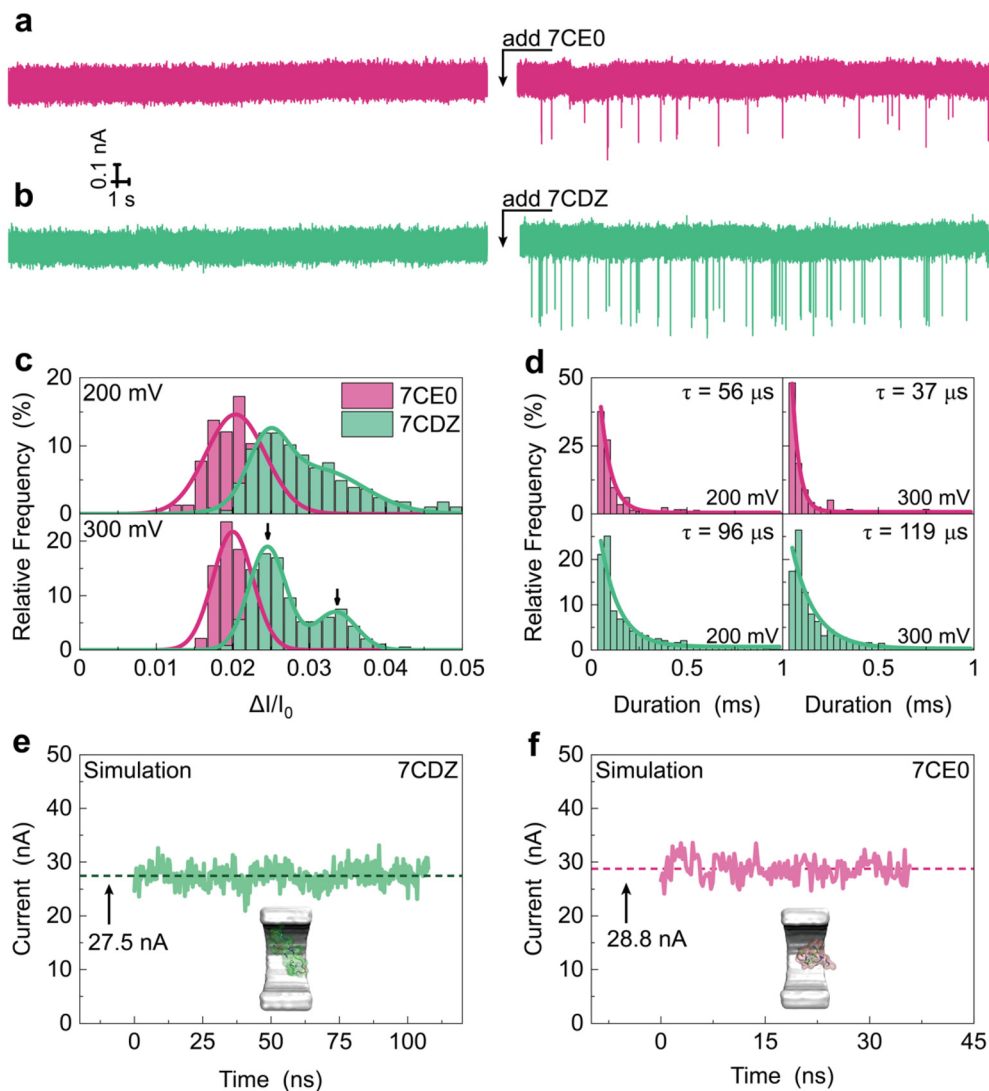 a
add 7CE0
0.1 nA
1 s
b
add 7CDZ
c
200 mV
7CE0
7CDZ
300 mV
Relative Frequency (%)
20
10
0
20
10
0
0 0.01 0.02 0.03 0.04 0.05
ΔI/I₀
d
τ = 56 μs
200 mV
τ = 37 μs
300 mV
τ = 96 μs
200 mV
τ = 119 μs
300 mV
Relative Frequency (%)
50
25
0
20
10
0
0 0.5 1 0.5 1
Duration (ms) Duration (ms)
e
Simulation 7CDZ
Current (nA)
50
40
30
20
10
0
27.5 nA
0 25 50 75 100
Time (ns)
f
Simulation 7CE0
Current (nA)
50
40
30
20
10
0
28.8 nA
0 15 30 45
Time (ns)